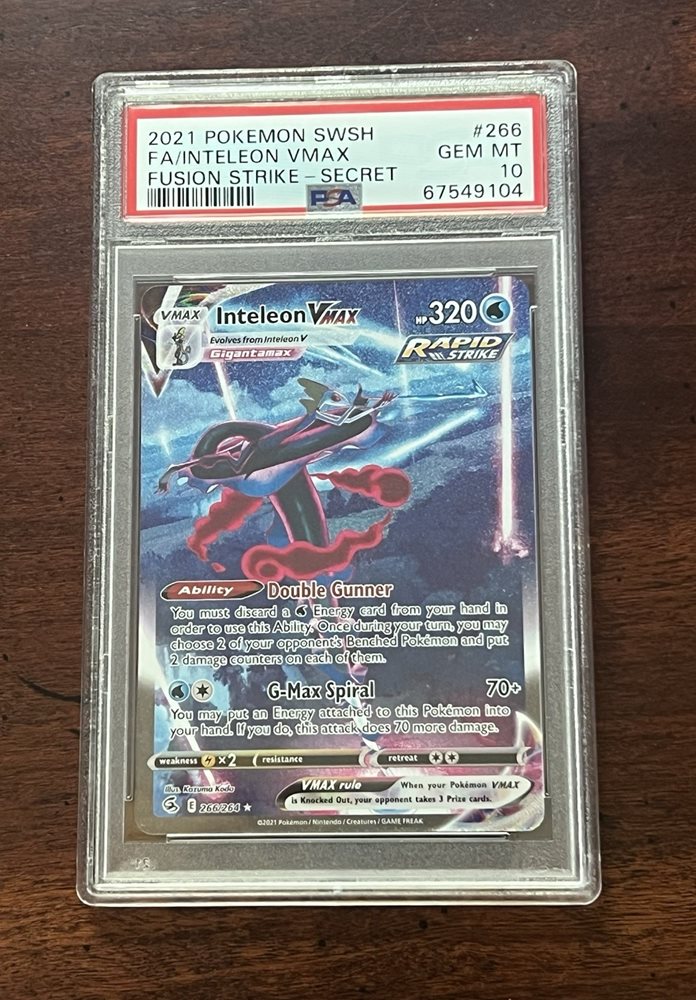 2021 POKEMON SWSH #266
FA/INTELEON VMAX GEM MT
FUSION STRIKE-SECRET 10
PSA 67549104
VMAX Inteleon VMAX HP 320
Evolves from Inteleon V
Gigantamax
RAPID STRIKE
Ability Double Gunner
You must discard a Energy card from your hand in
order to use this Ability. Once during your turn, you may
choose 2 of your opponent's Benched Pokémon and put
2 damage counters on each of them.
G-Max Spiral 70+
You may put an Energy attached to this Pokémon into
your hand. If you do, this attack does 70 more damage.
weakness ×2 resistance retreat
Illus. Kazuma Koda
E 266/264 ★
VMAX rule When your Pokémon VMAX
is Knocked Out, your opponent takes 3 Prize cards.
©2021 Pokémon / Nintendo / Creatures / GAME FREAK